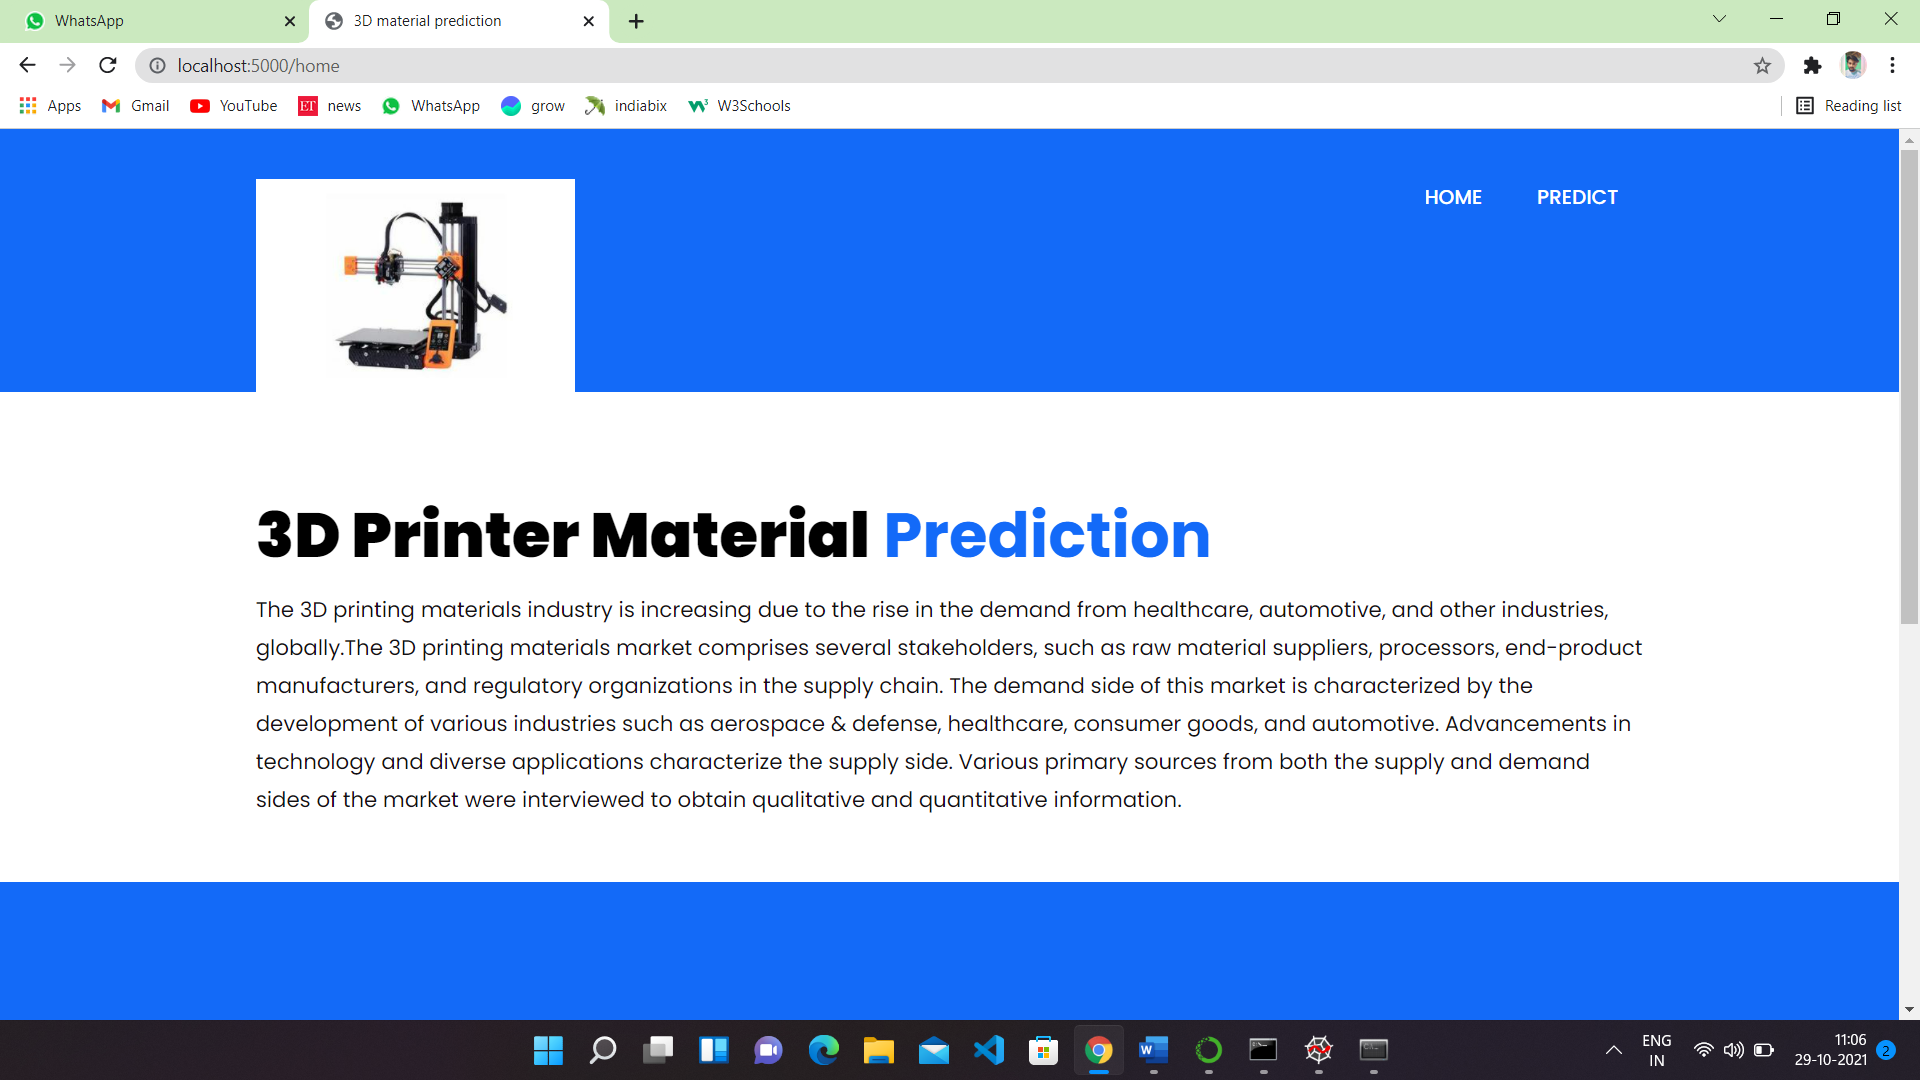 WhatsApp
3D material prediction
localhost:5000/home
Apps
Gmail
YouTube
ET
news
WhatsApp
grow
indiabix
W3Schools
Reading list
HOME
PREDICT
3D Printer Material Prediction
The 3D printing materials industry is increasing due to the rise in the demand from healthcare, automotive, and other industries,
globally.The 3D printing materials market comprises several stakeholders, such as raw material suppliers, processors, end-product
manufacturers, and regulatory organizations in the supply chain. The demand side of this market is characterized by the
development of various industries such as aerospace & defense, healthcare, consumer goods, and automotive. Advancements in
technology and diverse applications characterize the supply side. Various primary sources from both the supply and demand
sides of the market were interviewed to obtain qualitative and quantitative information.
ENG
IN
11:06
29-10-2021
2